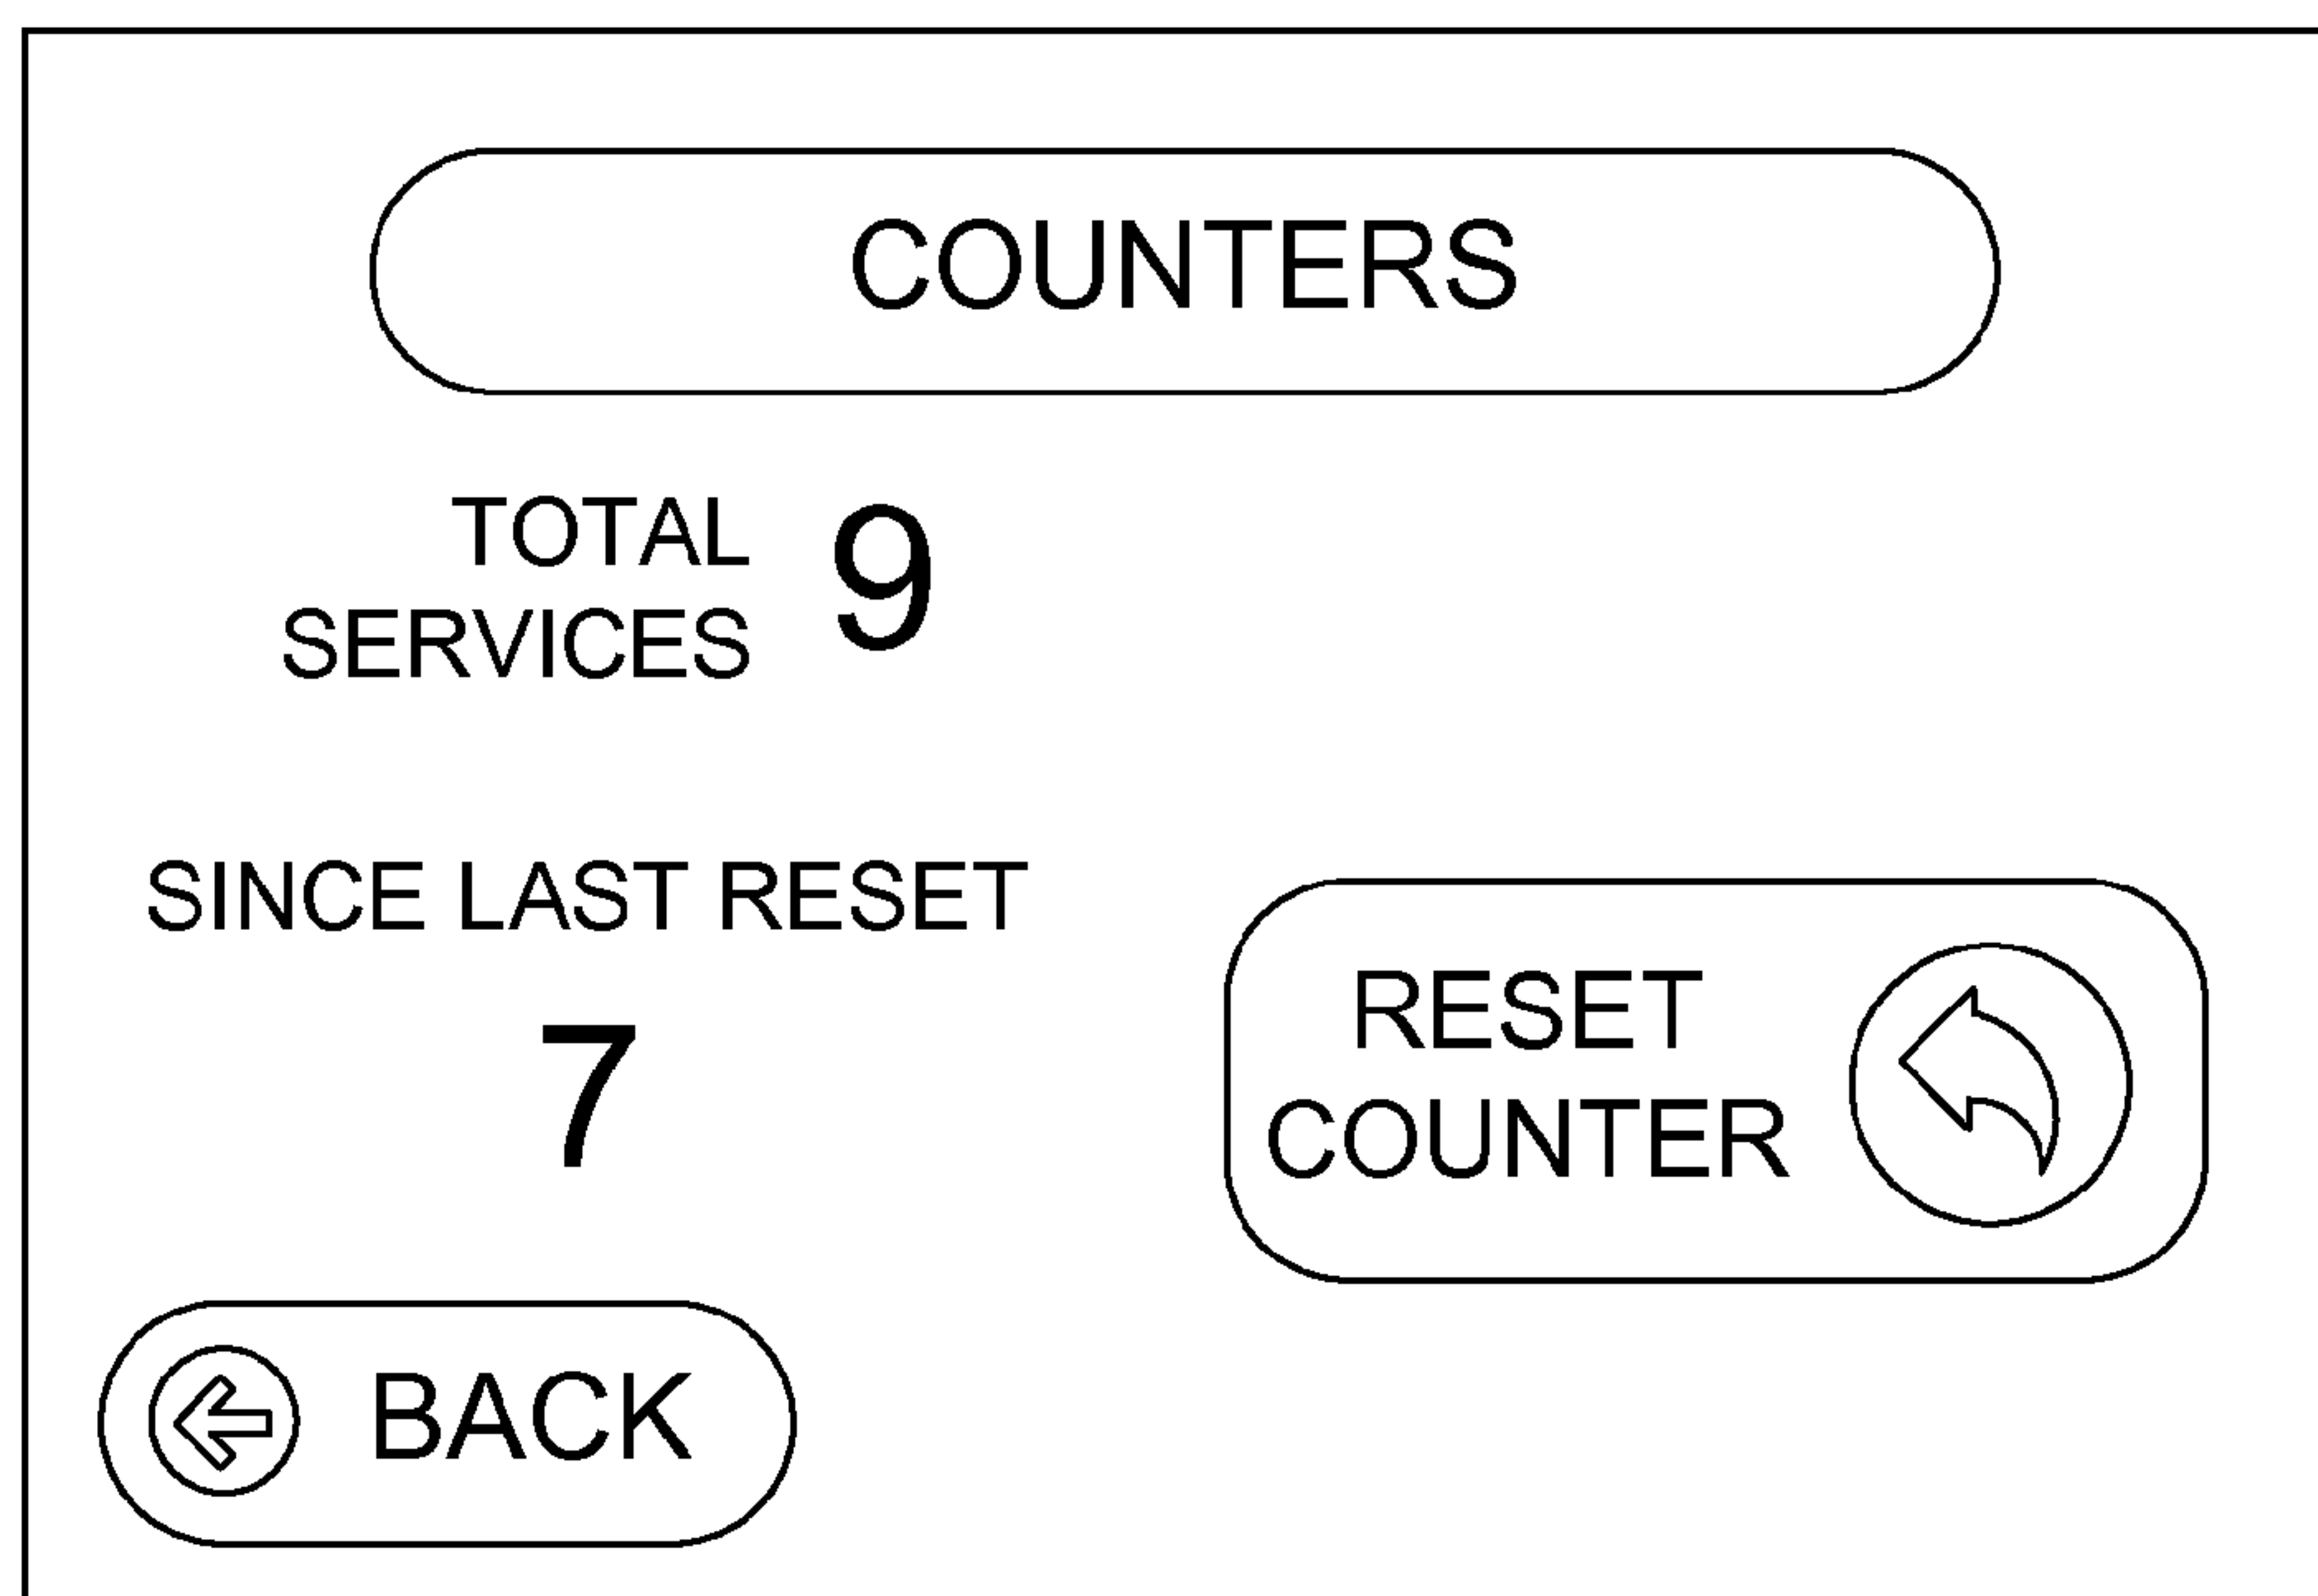 COUNTERS
TOTAL
SERVICES
9
SINCE LAST RESET
7
RESET
COUNTER
BACK